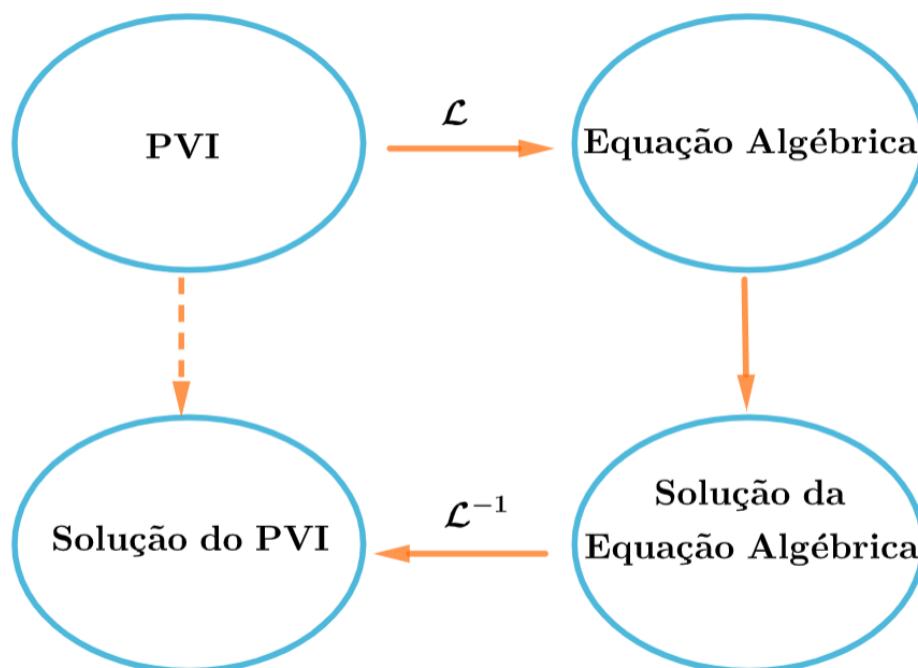 PVI
ℒ
Equação Algébrica
Solução do PVI
ℒ⁻¹
Solução da
Equação Algébrica